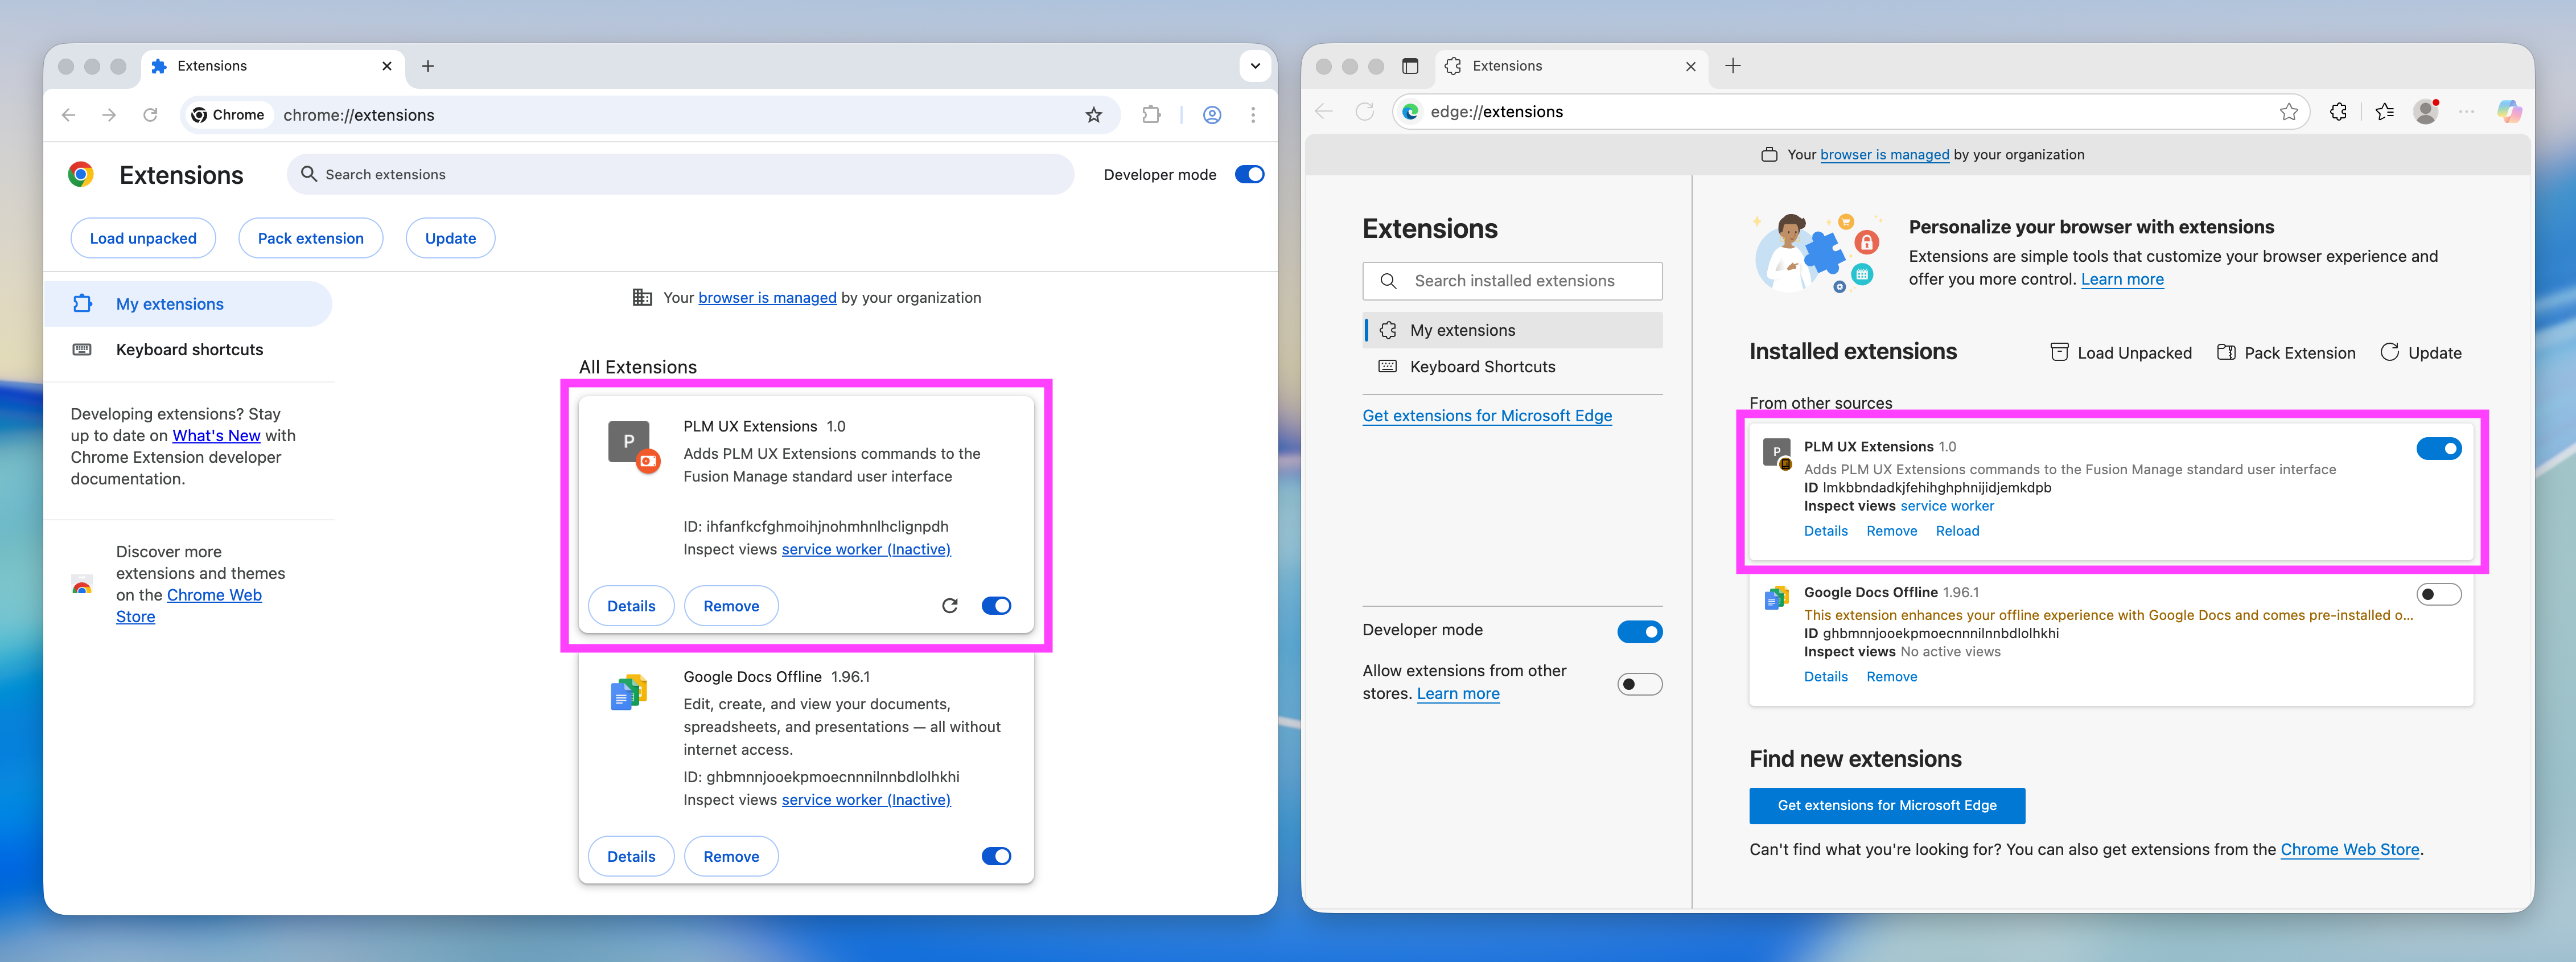 Extensions
Chrome
chrome://extensions
Extensions
Search extensions
Developer mode
Load unpacked
Pack extension
Update
My extensions
Keyboard shortcuts
Developing extensions? Stay
up to date on What's New with
Chrome Extension developer
documentation.
Discover more
extensions and themes
on the Chrome Web
Store
Your browser is managed by your organization
All Extensions
P
PLM UX Extensions 1.0
Adds PLM UX Extensions commands to the
Fusion Manage standard user interface
ID: ihfanfkcfghmoihjnohmhnlhclignpdh
Inspect views service worker (Inactive)
Details
Remove
Google Docs Offline 1.96.1
Edit, create, and view your documents,
spreadsheets, and presentations — all without
internet access.
ID: ghbmnnjooekpmoecnnnilnnbdlolhkhi
Inspect views service worker (Inactive)
Details
Remove
Extensions
edge://extensions
Your browser is managed by your organization
Extensions
Search installed extensions
My extensions
Keyboard Shortcuts
Get extensions for Microsoft Edge
Developer mode
Allow extensions from other
stores. Learn more
Personalize your browser with extensions
Extensions are simple tools that customize your browser experience and
offer you more control. Learn more
Installed extensions
Load Unpacked
Pack Extension
Update
From other sources
P
PLM UX Extensions 1.0
Adds PLM UX Extensions commands to the Fusion Manage standard user interface
ID lmkbbndadkjfehihghphnijidjemkdpb
Inspect views service worker
Details
Remove
Reload
Google Docs Offline 1.96.1
This extension enhances your offline experience with Google Docs and comes pre-installed o...
ID ghbmnnjooekpmoecnnnilnnbdlolhkhi
Inspect views No active views
Details
Remove
Find new extensions
Get extensions for Microsoft Edge
Can't find what you're looking for? You can also get extensions from the Chrome Web Store.